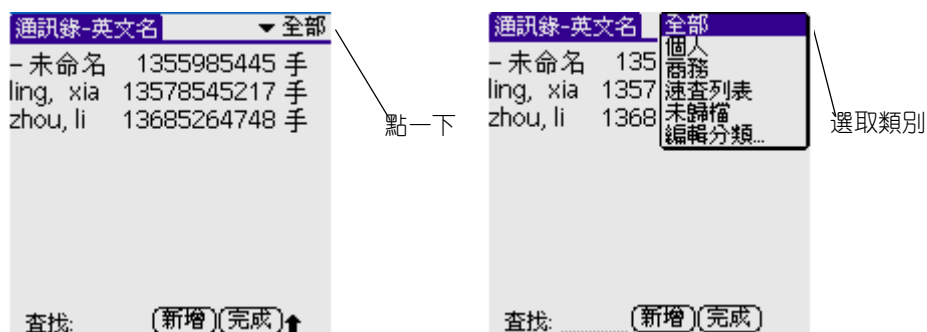 通訊錄-英文名 ▼ 全部
– 未命名 1355985445 手
ling, xia 13578545217 手
zhou, li 13685264748 手
點一下
查找: 新增 完成
通訊錄-英文名 全部
個人
– 未命名 135 商務
ling, xia 1357 速查列表
zhou, li 1368 未歸檔
編輯分類...
選取類別
查找: 新增 完成